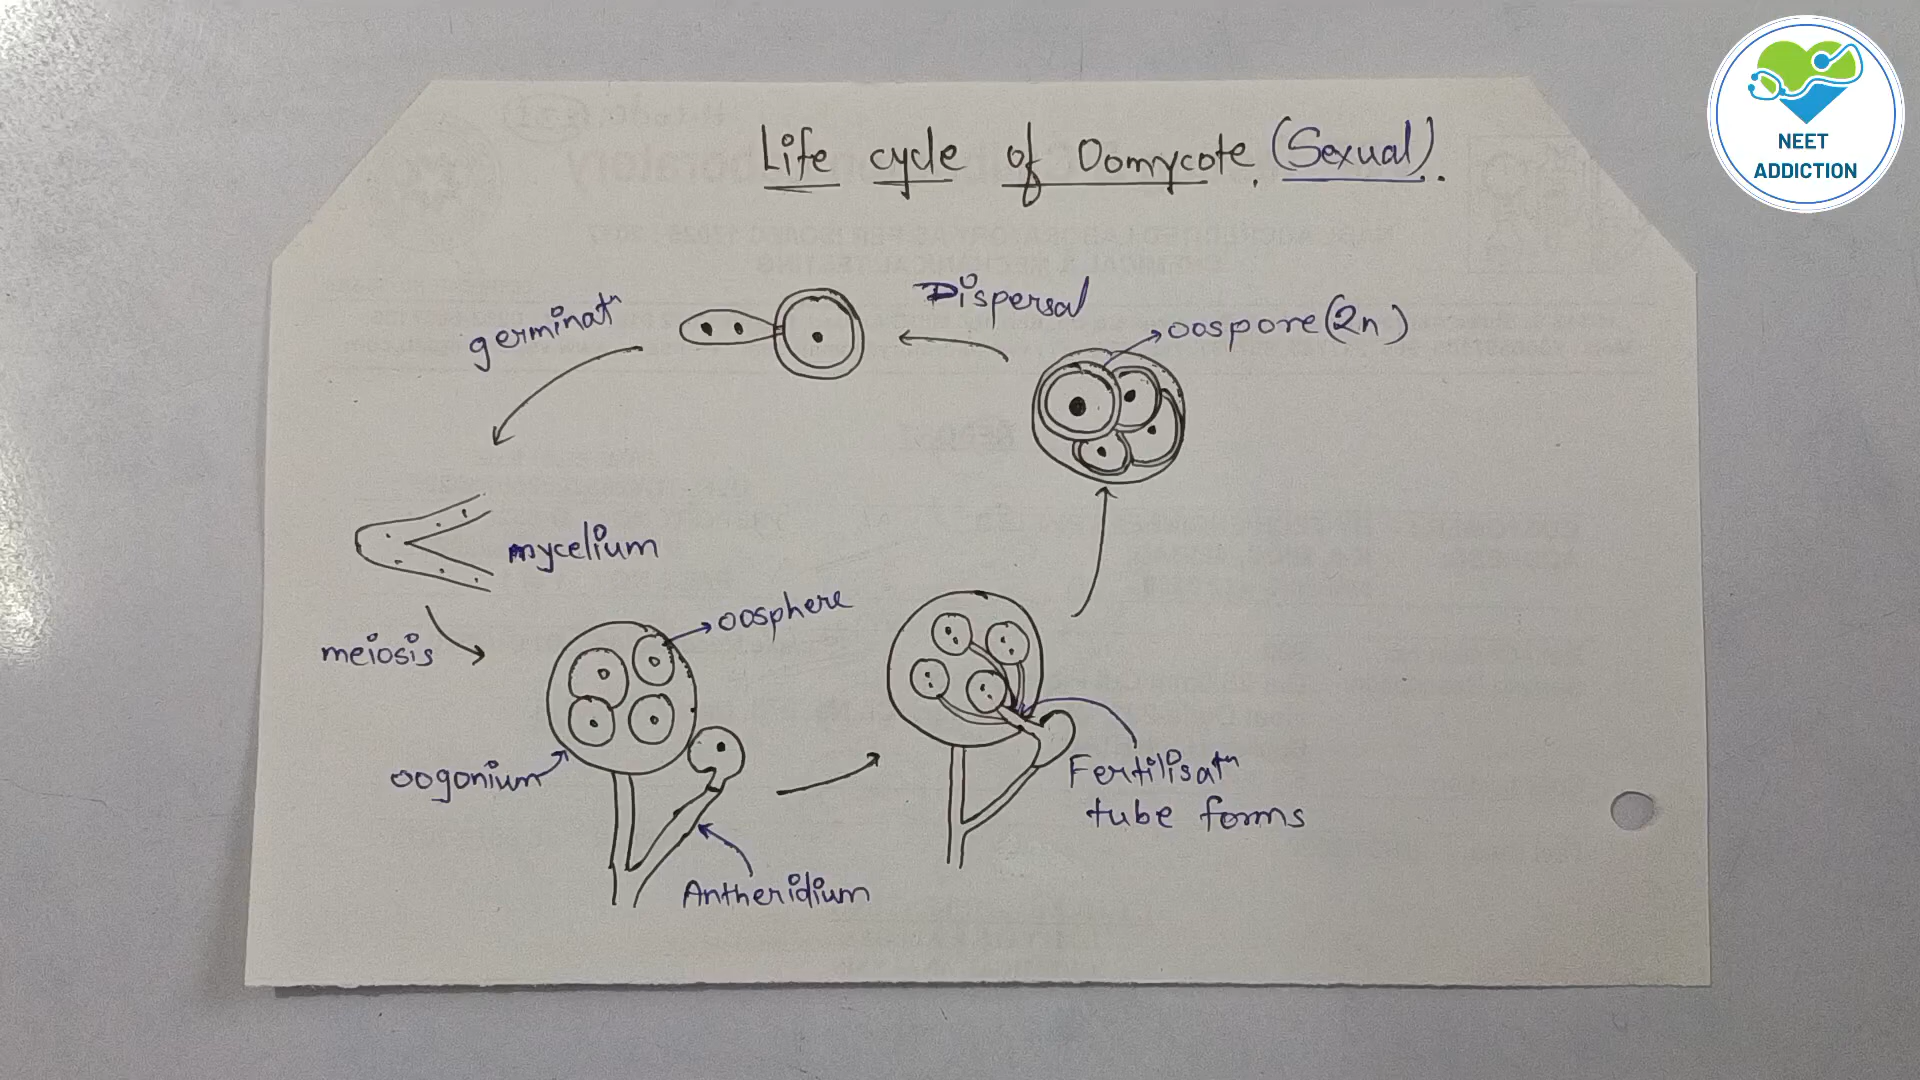 Life cycle of Oomycote (Sexual).
NEET
ADDICTION
germinatn
Dispersal
oospore (2n)
mycelium
meiosis
oosphere
oogonium
Antheridium
Fertilisatn
tube forms